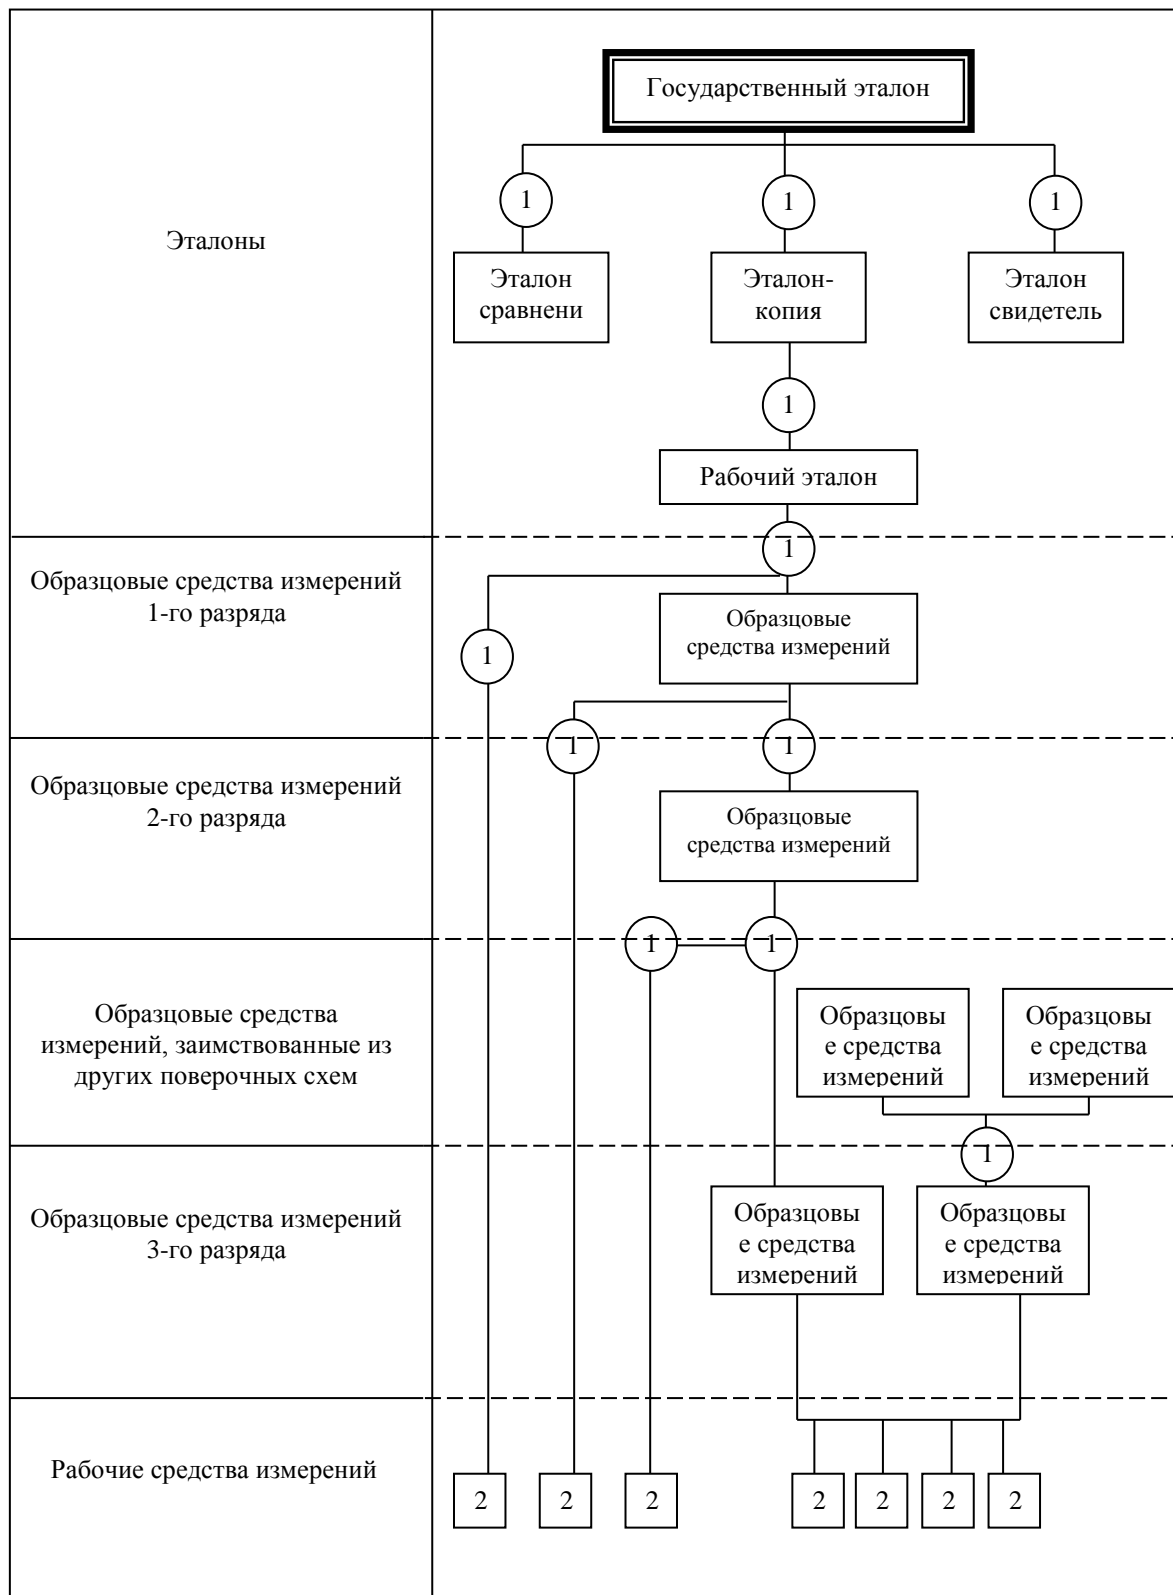 Государственный эталон
1
1
1
Эталоны
Эталон
сравнени
Эталон-
копия
Эталон
свидетель
1
Рабочий эталон
1
Образцовые средства измерений
1-го разряда
Образцовые
средства измерений
1
1
1
Образцовые средства измерений
2-го разряда
Образцовые
средства измерений
1
1
Образцовые средства
измерений, заимствованные из
других поверочных схем
Образцовы
е средства
измерений
Образцовы
е средства
измерений
1
Образцовые средства измерений
3-го разряда
Образцовы
е средства
измерений
Образцовы
е средства
измерений
Рабочие средства измерений
2
2
2
2
2
2
2